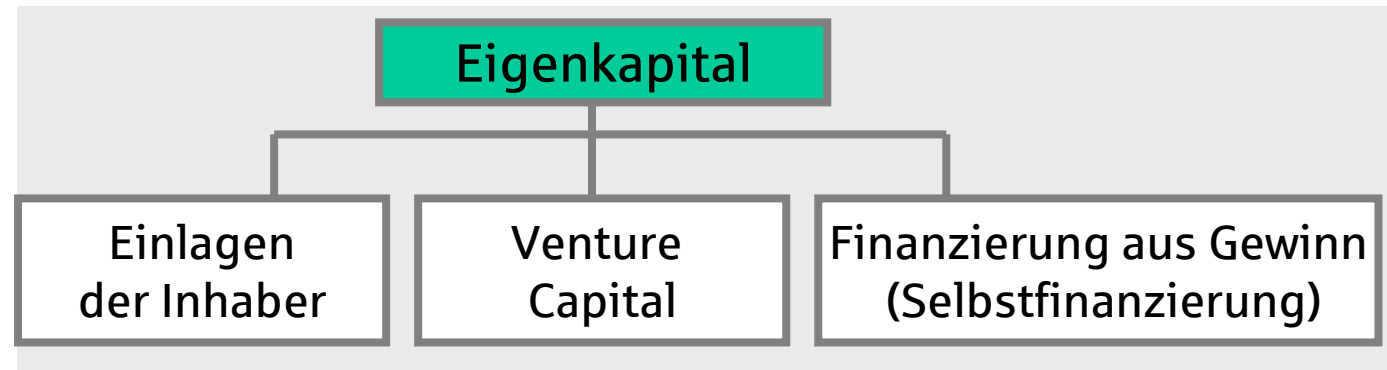 Eigenkapital
Einlagen
der Inhaber
Venture
Capital
Finanzierung aus Gewinn
(Selbstfinanzierung)